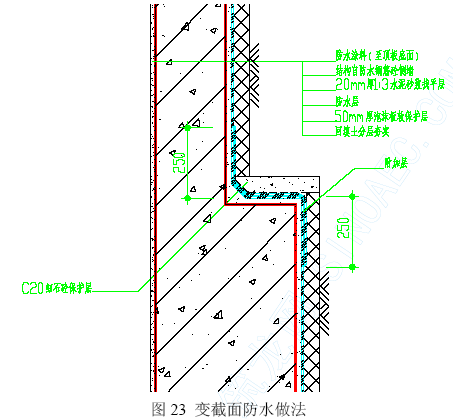 防水涂料(至顶板底面)
结构自防水钢筋砼侧墙
20mm厚1:3水泥砂浆找平层
防水层
50mm厚泡沫板板保护层
回填土分层夯实
附加层
250
250
C20细石砼保护层
图 23 变截面防水做法